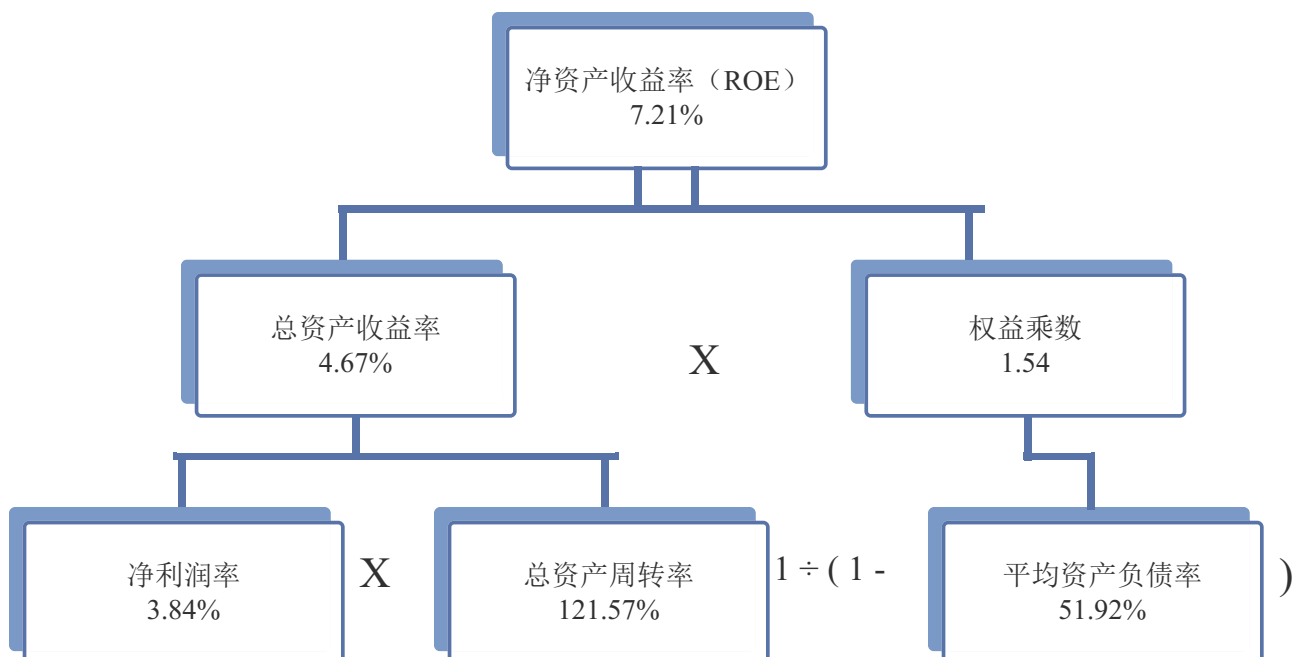 净资产收益率（ROE）
7.21%
总资产收益率
4.67%
X
权益乘数
1.54
净利润率
3.84%
X
总资产周转率
121.57%
1 ÷ ( 1 -
平均资产负债率
51.92%
)